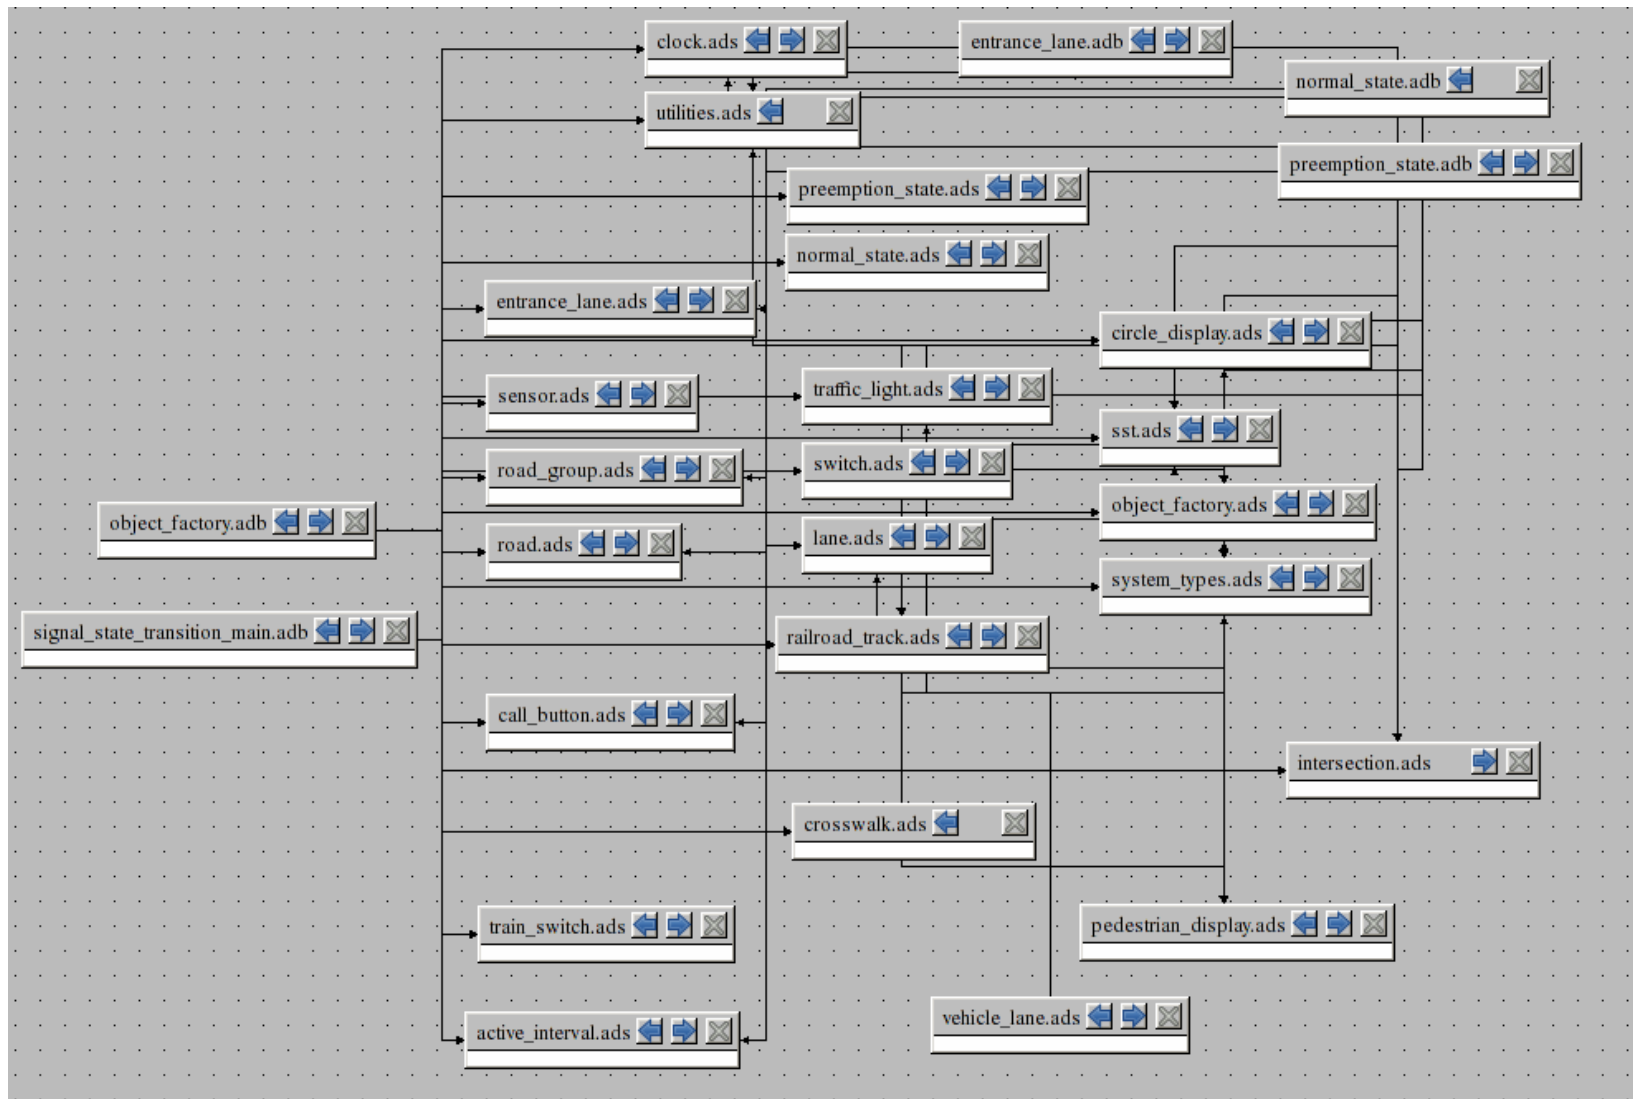 clock.ads
entrance_lane.adb
normal_state.adb
utilities.ads
preemption_state.adb
preemption_state.ads
normal_state.ads
entrance_lane.ads
circle_display.ads
sensor.ads
traffic_light.ads
sst.ads
road_group.ads
switch.ads
object_factory.ads
object_factory.adb
road.ads
lane.ads
system_types.ads
signal_state_transition_main.adb
railroad_track.ads
call_button.ads
intersection.ads
crosswalk.ads
train_switch.ads
pedestrian_display.ads
active_interval.ads
vehicle_lane.ads